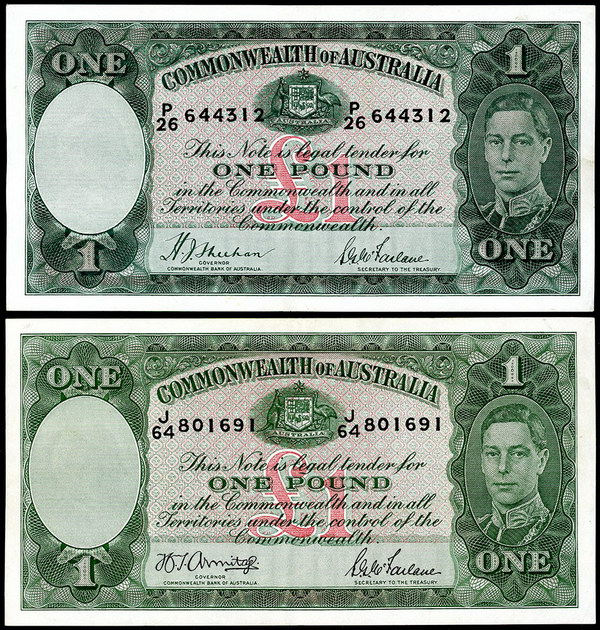 ONE
COMMONWEALTH OF AUSTRALIA
1
AUSTRALIA
P/26 644312 P/26 644312
£1
This Note is legal tender for
ONE POUND
in the Commonwealth and in all
Territories under the control of the
Commonwealth.
1
H.J. Sheehan
GOVERNOR
COMMONWEALTH BANK OF AUSTRALIA.
S.G. McFarlane
SECRETARY TO THE TREASURY
ONE
ONE
COMMONWEALTH OF AUSTRALIA
1
AUSTRALIA
J/64 801691 J/64 801691
£1
This Note is legal tender for
ONE POUND
in the Commonwealth and in all
Territories under the control of the
Commonwealth.
1
H.T. Armitage
GOVERNOR
COMMONWEALTH BANK OF AUSTRALIA.
S.G. McFarlane
SECRETARY TO THE TREASURY
ONE